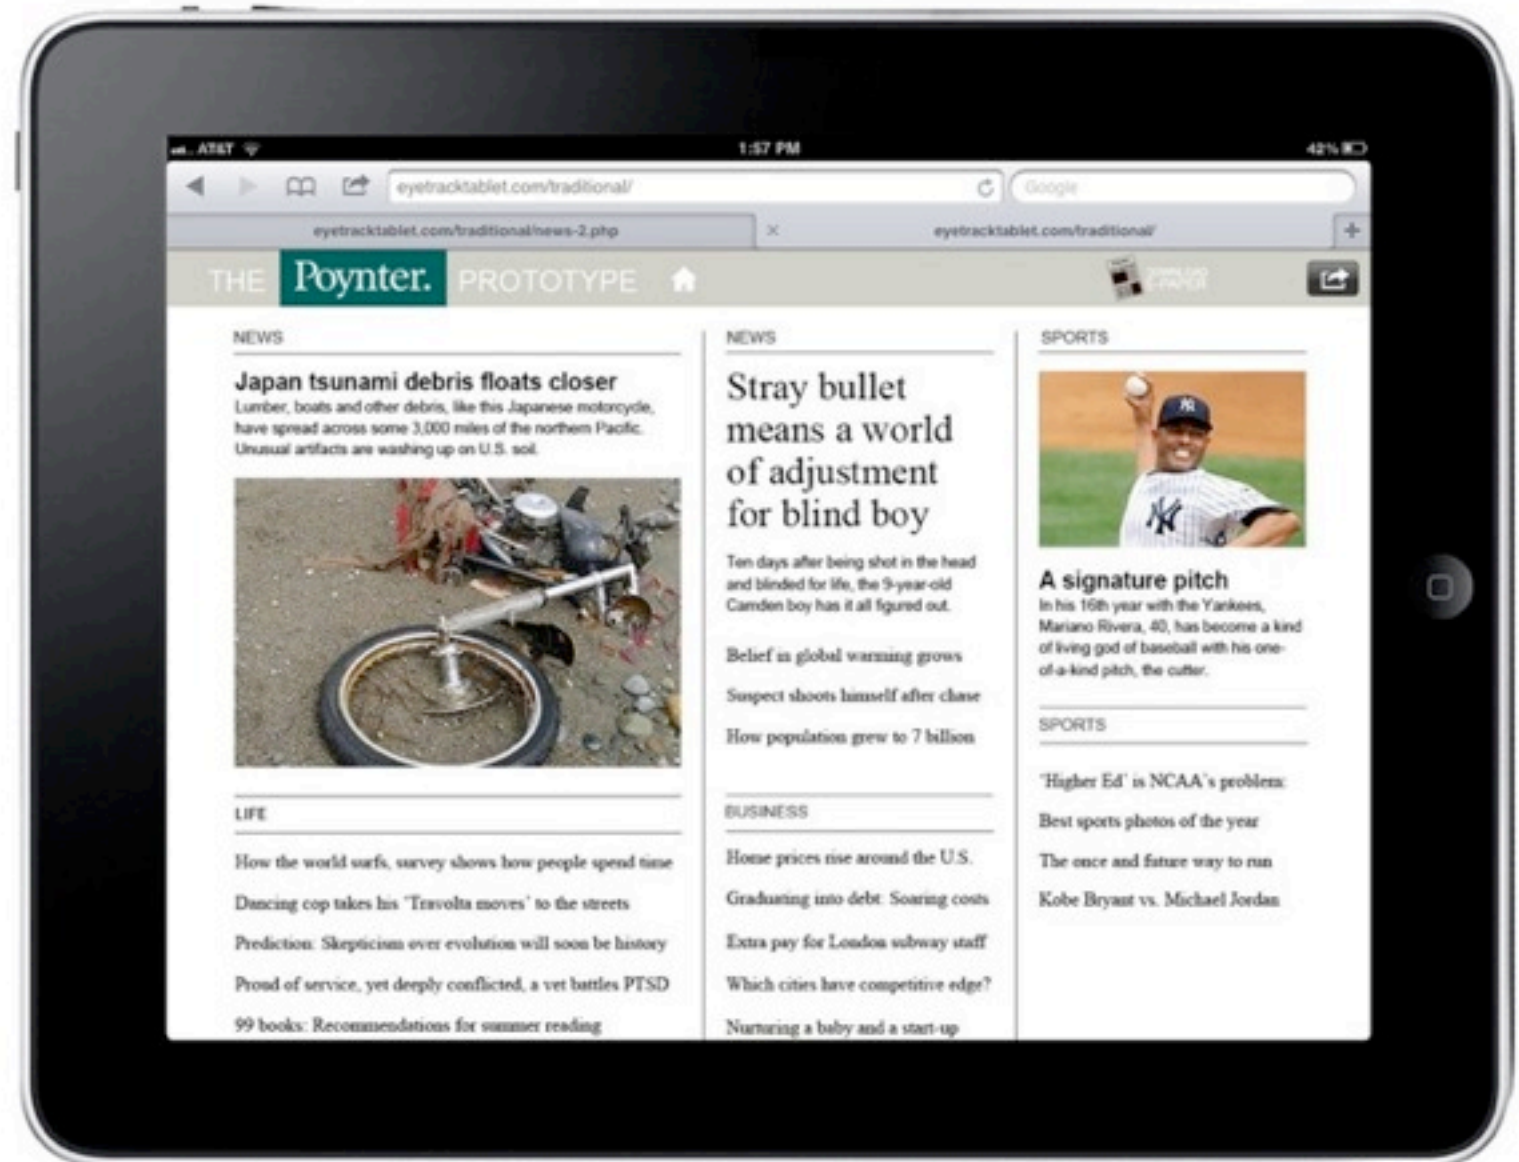 AT&T
1:57 PM
42%
eyetracktablet.com/traditional/
Google
eyetracktablet.com/traditional/news-2.php
eyetracktablet.com/traditional/
THE Poynter. PROTOTYPE
DOWNLOAD
E-PAPER
NEWS
Japan tsunami debris floats closer
Lumber, boats and other debris, like this Japanese motorcycle,
have spread across some 3,000 miles of the northern Pacific.
Unusual artifacts are washing up on U.S. soil.
LIFE
How the world surfs, survey shows how people spend time
Dancing cop takes his 'Travolta moves' to the streets
Prediction: Skepticism over evolution will soon be history
Proud of service, yet deeply conflicted, a vet battles PTSD
99 books: Recommendations for summer reading
NEWS
Stray bullet
means a world
of adjustment
for blind boy
Ten days after being shot in the head
and blinded for life, the 9-year-old
Camden boy has it all figured out.
Belief in global warming grows
Suspect shoots himself after chase
How population grew to 7 billion
BUSINESS
Home prices rise around the U.S.
Graduating into debt: Soaring costs
Extra pay for London subway staff
Which cities have competitive edge?
Nurturing a baby and a start-up
SPORTS
NY
NY
A signature pitch
In his 16th year with the Yankees,
Mariano Rivera, 40, has become a kind
of living god of baseball with his one-
of-a-kind pitch, the cutter.
SPORTS
'Higher Ed' is NCAA's problem:
Best sports photos of the year
The once and future way to run
Kobe Bryant vs. Michael Jordan